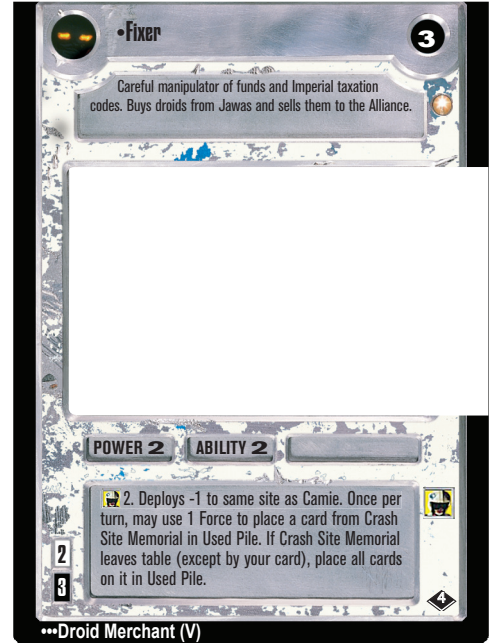 •Fixer
3
Careful manipulator of funds and Imperial taxation
codes. Buys droids from Jawas and sells them to the Alliance.
POWER 2 ABILITY 2
2. Deploys -1 to same site as Camie. Once per
turn, may use 1 Force to place a card from Crash
Site Memorial in Used Pile. If Crash Site Memorial
leaves table (except by your card), place all cards
on it in Used Pile.
2
3
4
•••Droid Merchant (V)